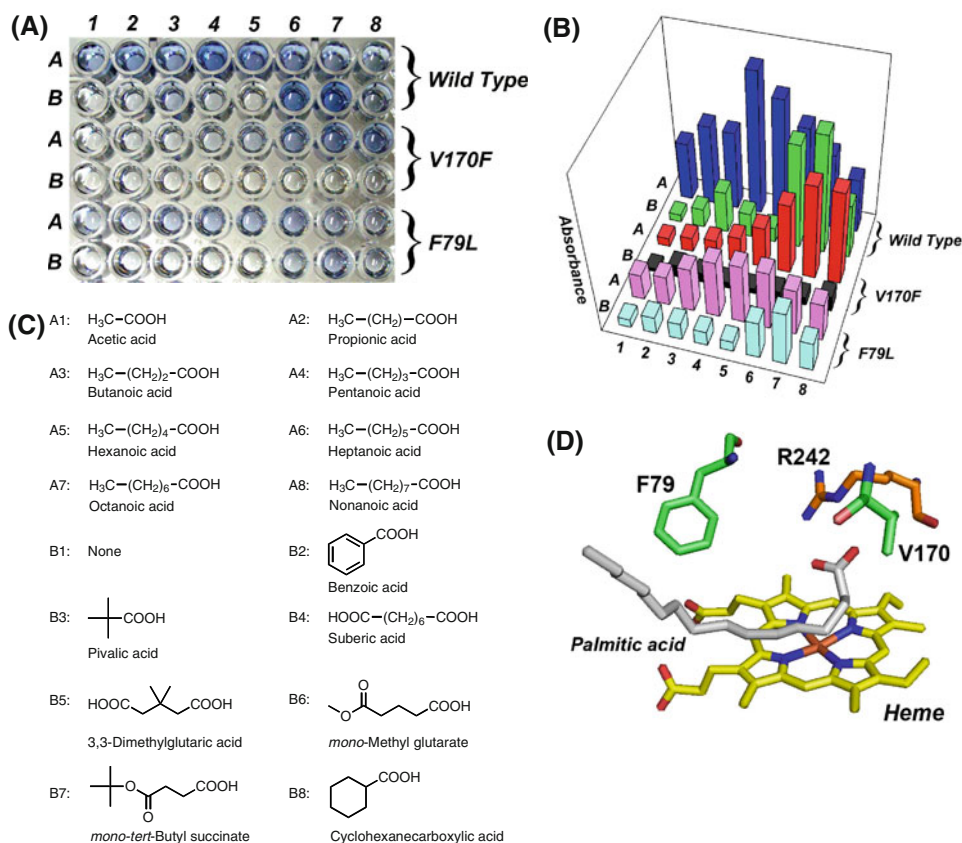 (A)
1 2 3 4 5 6 7 8
A
B
Wild Type
A
B
V170F
A
B
F79L
(B)
Absorbance
A
B
A
B
A
B
1 2 3 4 5 6 7 8
Wild Type
V170F
F79L
(C)
A1: H₃C—COOH
Acetic acid
A2: H₃C—(CH₂)—COOH
Propionic acid
A3: H₃C—(CH₂)₂—COOH
Butanoic acid
A4: H₃C—(CH₂)₃—COOH
Pentanoic acid
A5: H₃C—(CH₂)₄—COOH
Hexanoic acid
A6: H₃C—(CH₂)₅—COOH
Heptanoic acid
A7: H₃C—(CH₂)₆—COOH
Octanoic acid
A8: H₃C—(CH₂)₇—COOH
Nonanoic acid
B1: None
B2: COOH
Benzoic acid
B3: COOH
Pivalic acid
B4: HOOC—(CH₂)₆—COOH
Suberic acid
B5: HOOC COOH
3,3-Dimethylglutaric acid
B6: O O COOH
mono-Methyl glutarate
B7: O O COOH
mono-tert-Butyl succinate
B8: COOH
Cyclohexanecarboxylic acid
(D)
F79
R242
V170
Palmitic acid
Heme